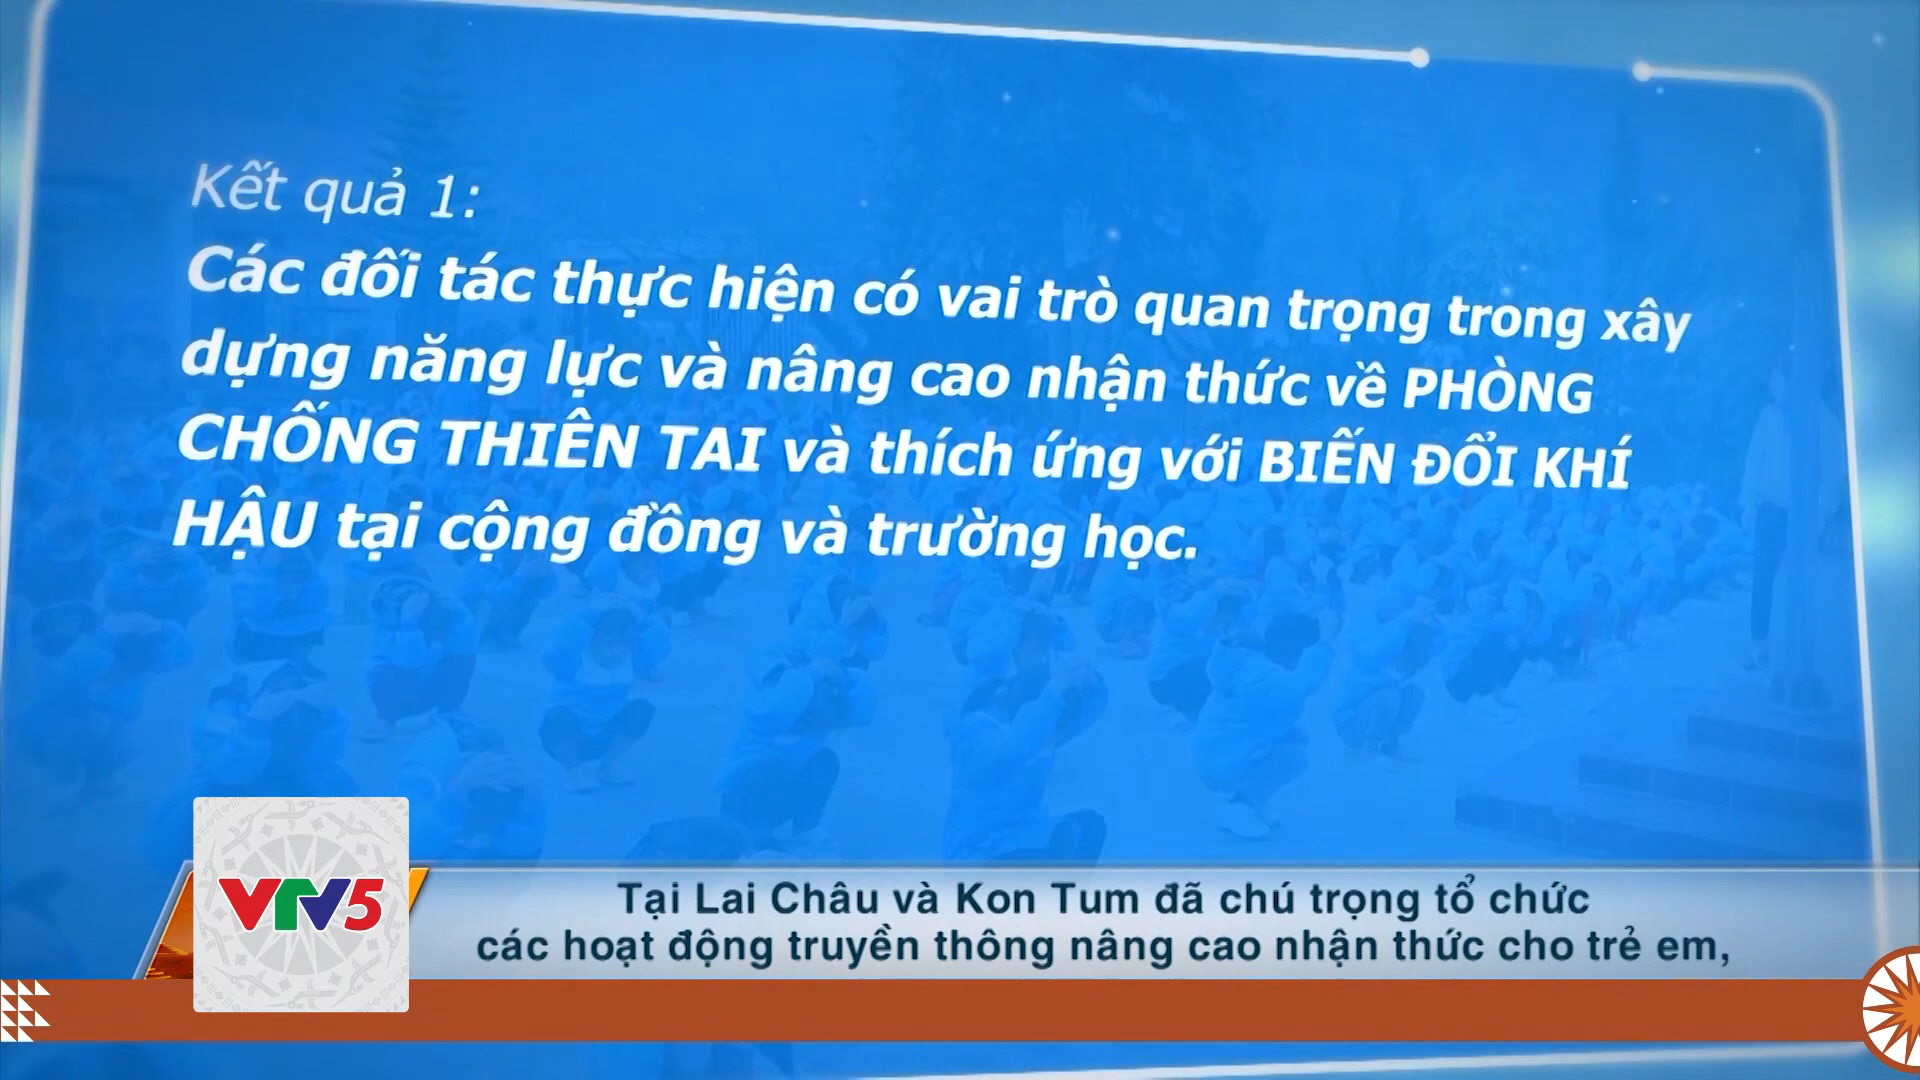 Kết quả 1:
Các đối tác thực hiện có vai trò quan trọng trong xây
dựng năng lực và nâng cao nhận thức về PHÒNG
CHỐNG THIÊN TAI và thích ứng với BIẾN ĐỔI KHÍ
HẬU tại cộng đồng và trường học.
VTV5
Tại Lai Châu và Kon Tum đã chú trọng tổ chức
các hoạt động truyền thông nâng cao nhận thức cho trẻ em,